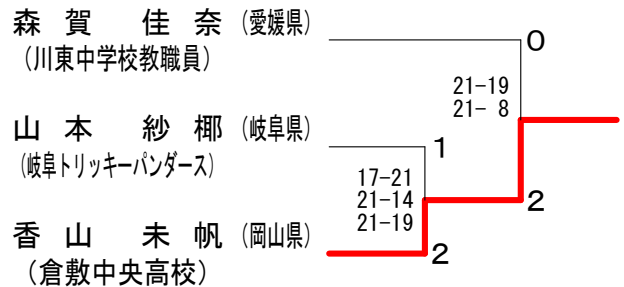 森賀 佳奈 (愛媛県)
(川東中学校教職員)
0
21-19
21- 8
山本 紗椰 (岐阜県)
(岐阜トリッキーパンダース)
1
17-21
21-14
21-19
2
香山 未帆 (岡山県)
(倉敷中央高校)
2